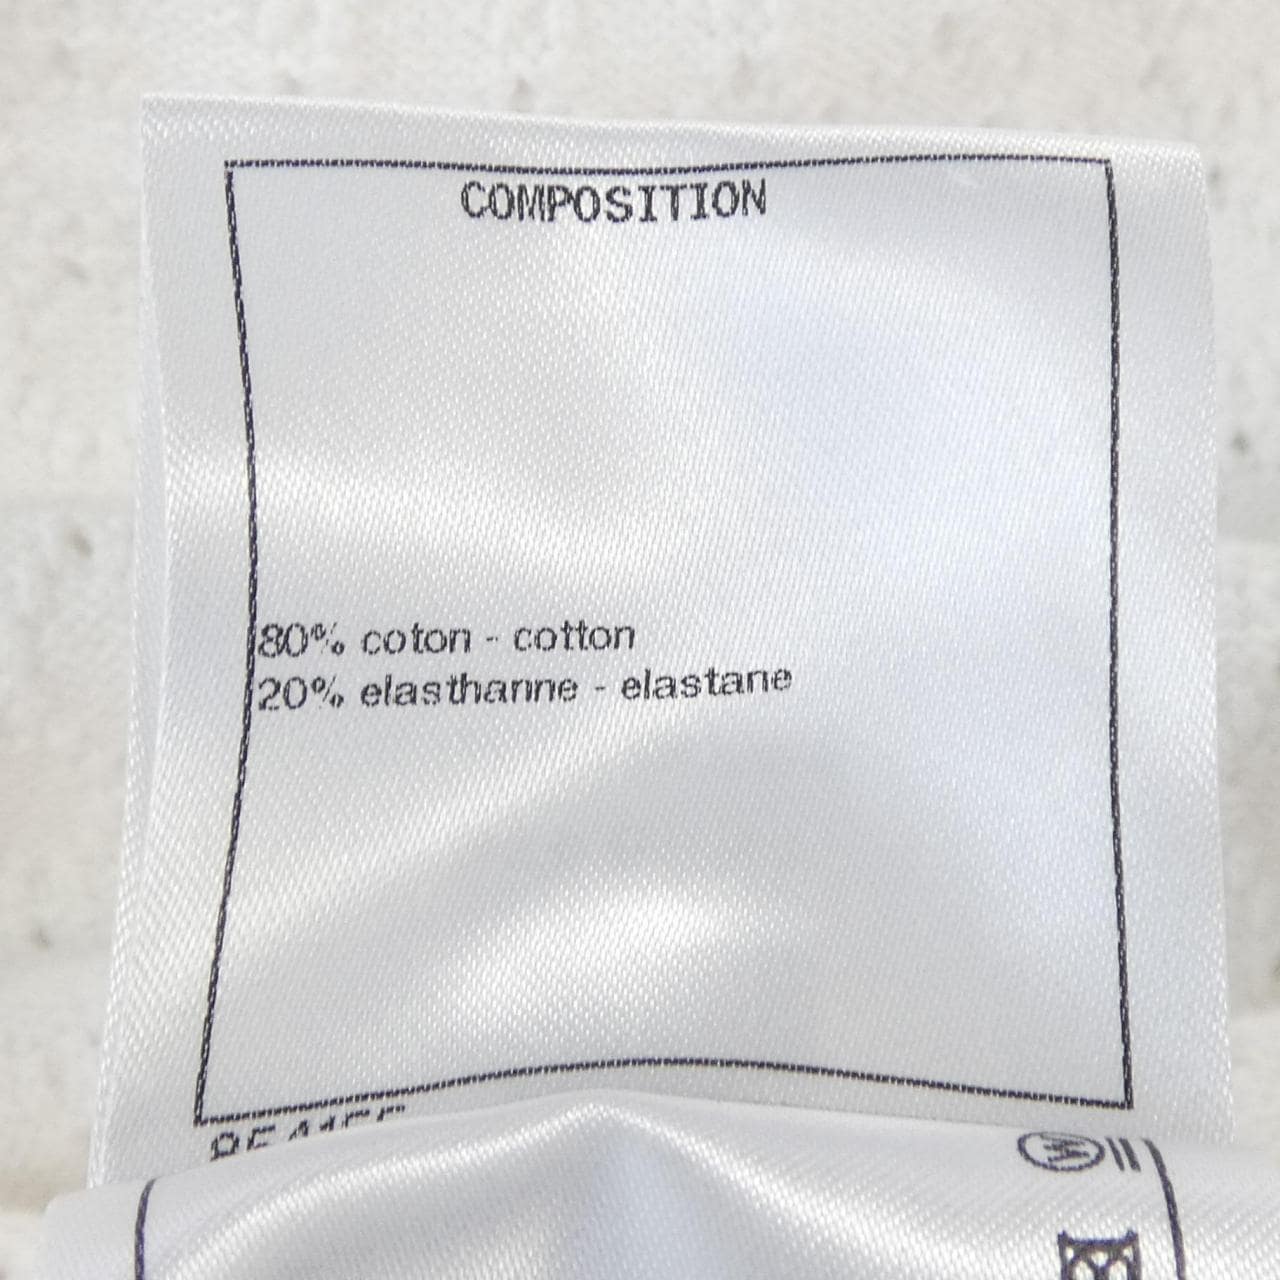 COMPOSITION
80% coton - cotton
20% elasthanne - elastane